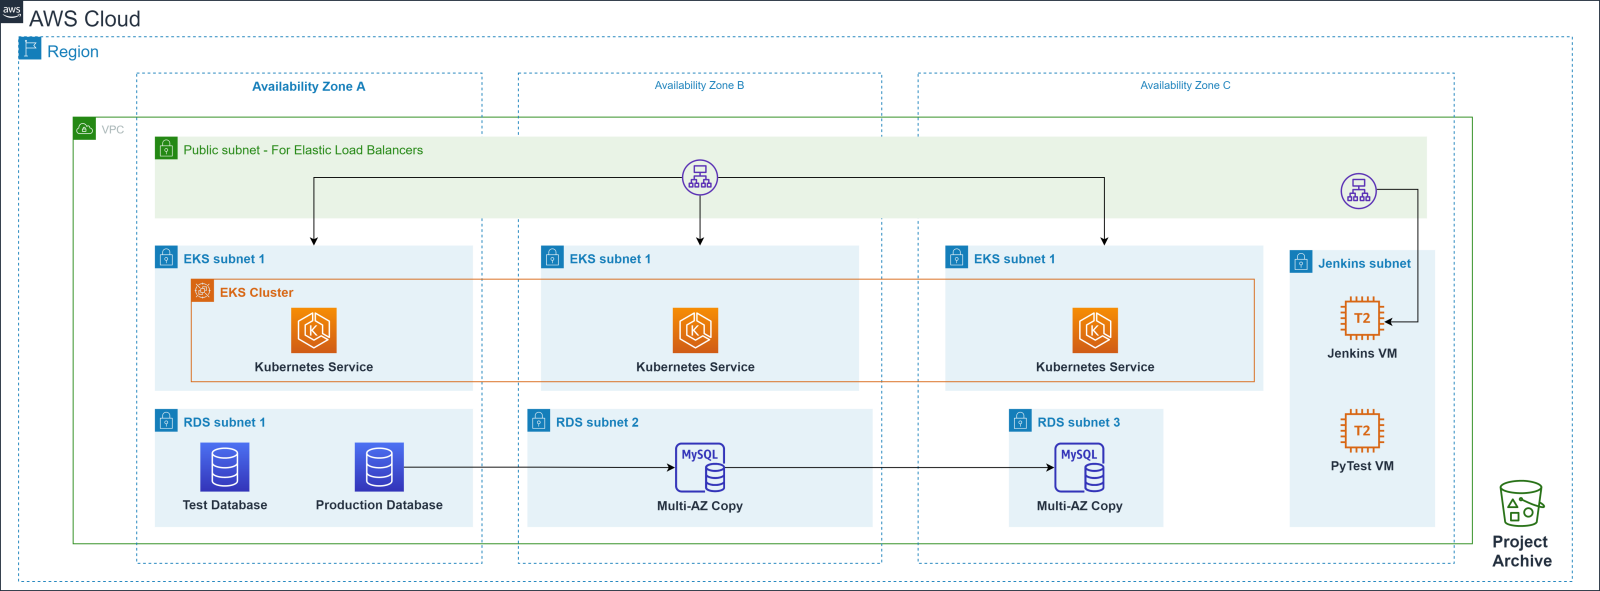 aws
AWS Cloud
Region
Availability Zone A
Availability Zone B
Availability Zone C
VPC
Public subnet - For Elastic Load Balancers
EKS subnet 1
EKS subnet 1
EKS subnet 1
Jenkins subnet
EKS Cluster
K
K
K
T2
Kubernetes Service
Kubernetes Service
Kubernetes Service
Jenkins VM
RDS subnet 1
RDS subnet 2
RDS subnet 3
T2
MySQL
MySQL
PyTest VM
Test Database
Production Database
Multi-AZ Copy
Multi-AZ Copy
Project
Archive